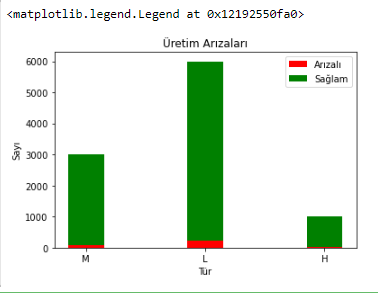 <matplotlib.legend.Legend at 0x12192550fa0>
Üretim Arızaları
Arızalı
Sağlam
6000
5000
4000
3000
2000
1000
0
Sayı
M L H
Tür